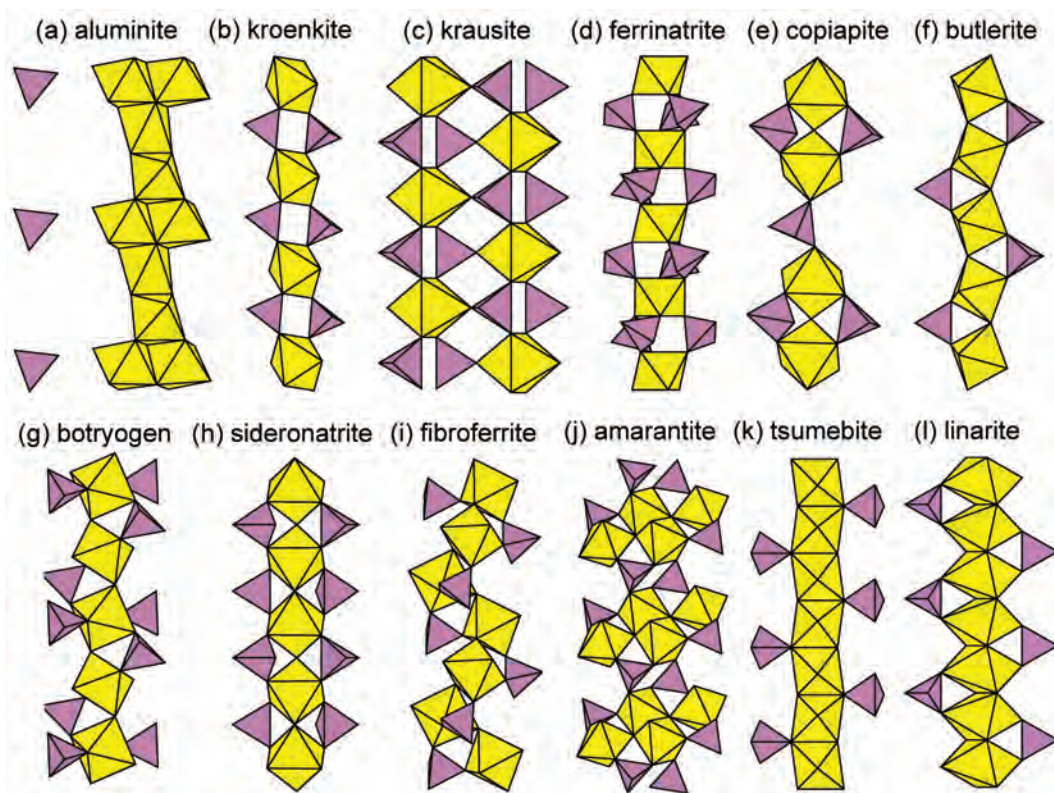 (a) aluminite (b) kroenkite (c) krausite (d) ferrinatrite (e) copiapite (f) butlerite
(g) botryogen (h) sideronatrite (i) fibroferrite (j) amarantite (k) tsumebite (l) linarite